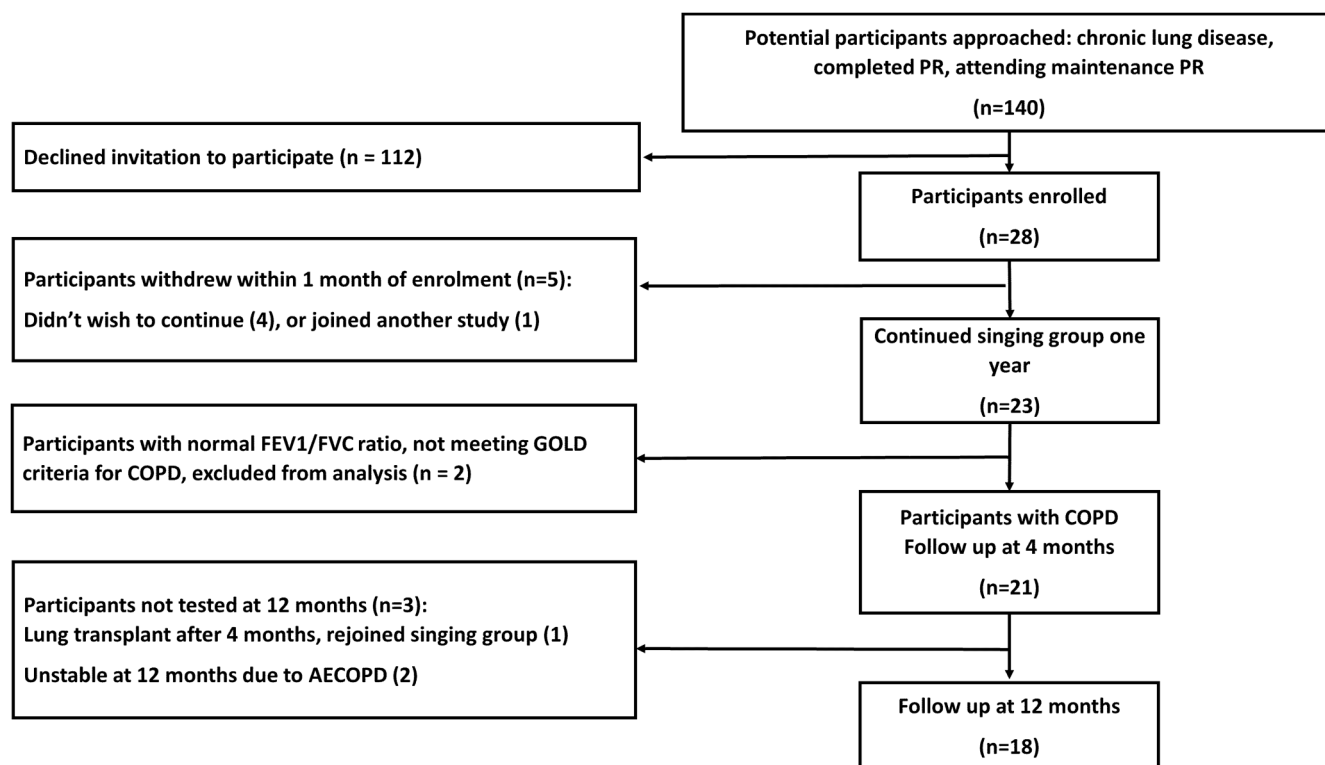 Potential participants approached: chronic lung disease,
completed PR, attending maintenance PR
(n=140)
Declined invitation to participate (n = 112)
Participants enrolled
(n=28)
Participants withdrew within 1 month of enrolment (n=5):
Didn’t wish to continue (4), or joined another study (1)
Continued singing group one
year
(n=23)
Participants with normal FEV1/FVC ratio, not meeting GOLD
criteria for COPD, excluded from analysis (n = 2)
Participants with COPD
Follow up at 4 months
(n=21)
Participants not tested at 12 months (n=3):
Lung transplant after 4 months, rejoined singing group (1)
Unstable at 12 months due to AECOPD (2)
Follow up at 12 months
(n=18)